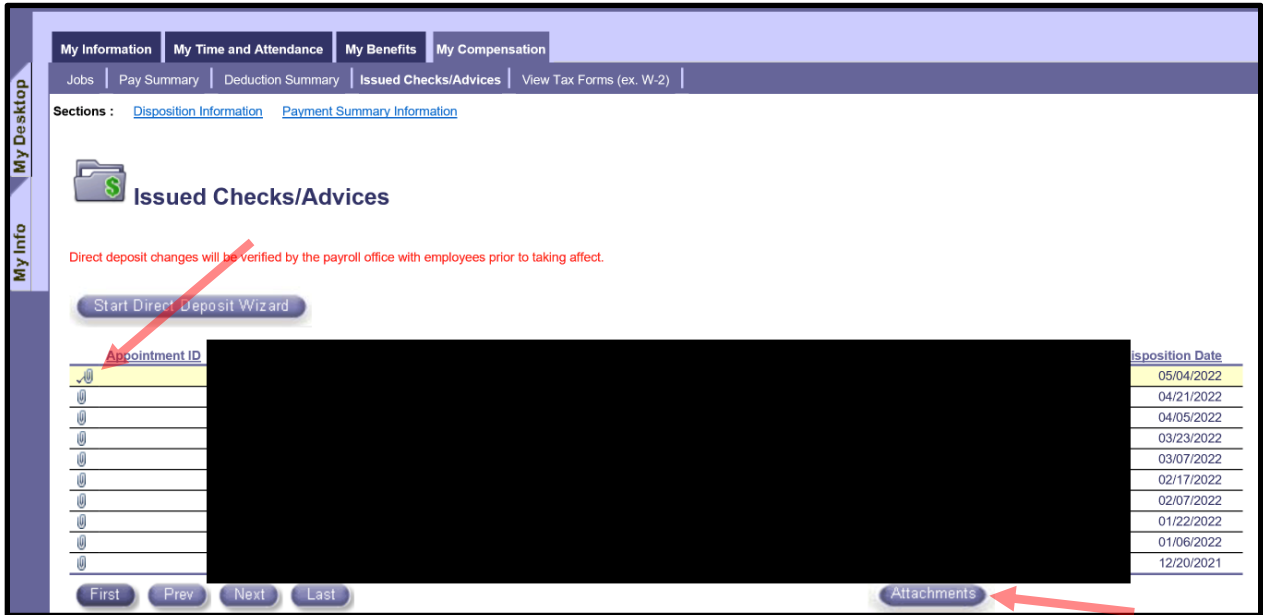 My Information My Time and Attendance My Benefits My Compensation
Jobs Pay Summary Deduction Summary Issued Checks/Advices View Tax Forms (ex. W-2)
My Desktop
My Info
Sections : Disposition Information Payment Summary Information
Issued Checks/Advices
Direct deposit changes will be verified by the payroll office with employees prior to taking affect.
Start Direct Deposit Wizard
Appointment ID isposition Date
05/04/2022
04/21/2022
04/05/2022
03/23/2022
03/07/2022
02/17/2022
02/07/2022
01/22/2022
01/06/2022
12/20/2021
First Prev Next Last Attachments